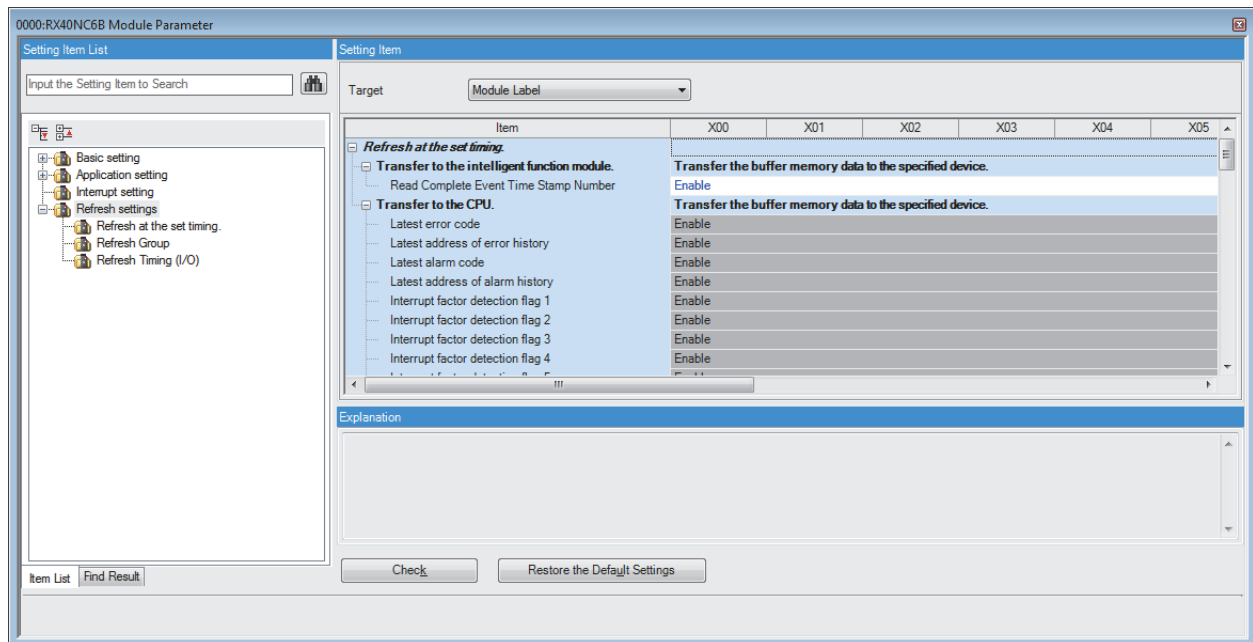 0000:RX40NC6B Module Parameter
Setting Item List
Input the Setting Item to Search
Basic setting
Application setting
Interrupt setting
Refresh settings
Refresh at the set timing.
Refresh Group
Refresh Timing (I/O)
Item List Find Result
Setting Item
Target Module Label
Item X00 X01 X02 X03 X04 X05
Refresh at the set timing.
Transfer to the intelligent function module. Transfer the buffer memory data to the specified device.
Read Complete Event Time Stamp Number Enable
Transfer to the CPU. Transfer the buffer memory data to the specified device.
Latest error code Enable
Latest address of error history Enable
Latest alarm code Enable
Latest address of alarm history Enable
Interrupt factor detection flag 1 Enable
Interrupt factor detection flag 2 Enable
Interrupt factor detection flag 3 Enable
Interrupt factor detection flag 4 Enable
Explanation
Check Restore the Default Settings